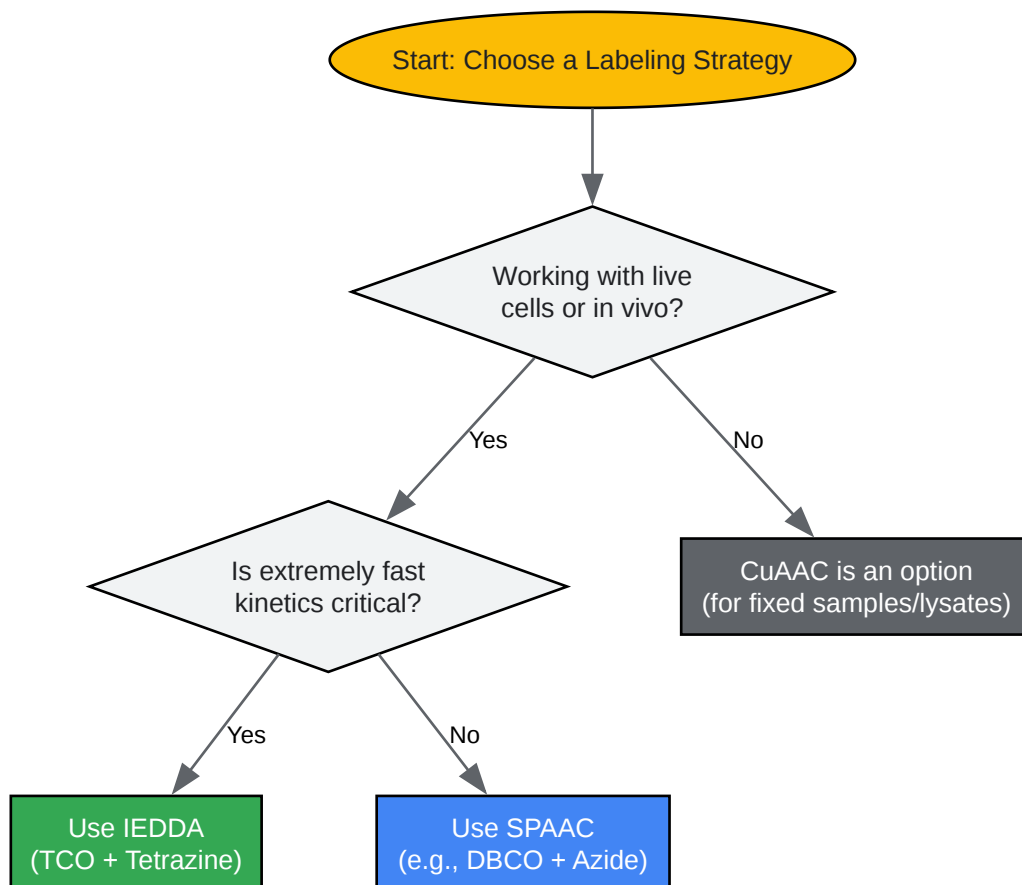 Start: Choose a Labeling Strategy
Working with live
cells or in vivo?
Yes
No
Is extremely fast
kinetics critical?
CuAAC is an option
(for fixed samples/lysates)
Yes
No
Use IEDDA
(TCO + Tetrazine)
Use SPAAC
(e.g., DBCO + Azide)